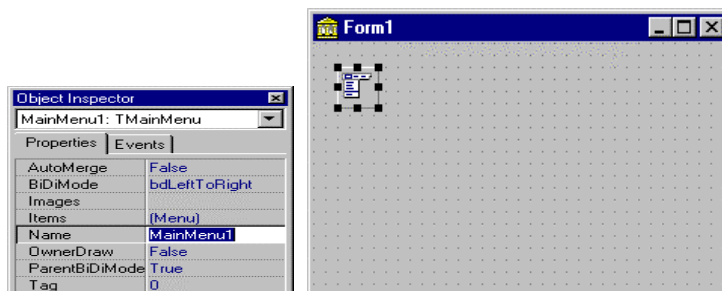 Form1
Object Inspector
MainMenu1: TMainMenu
Properties Events
AutoMerge False
BiDiMode bdLeftToRight
Images
Items (Menu)
Name MainMenu1
OwnerDraw False
ParentBiDiMode True
Tag 0